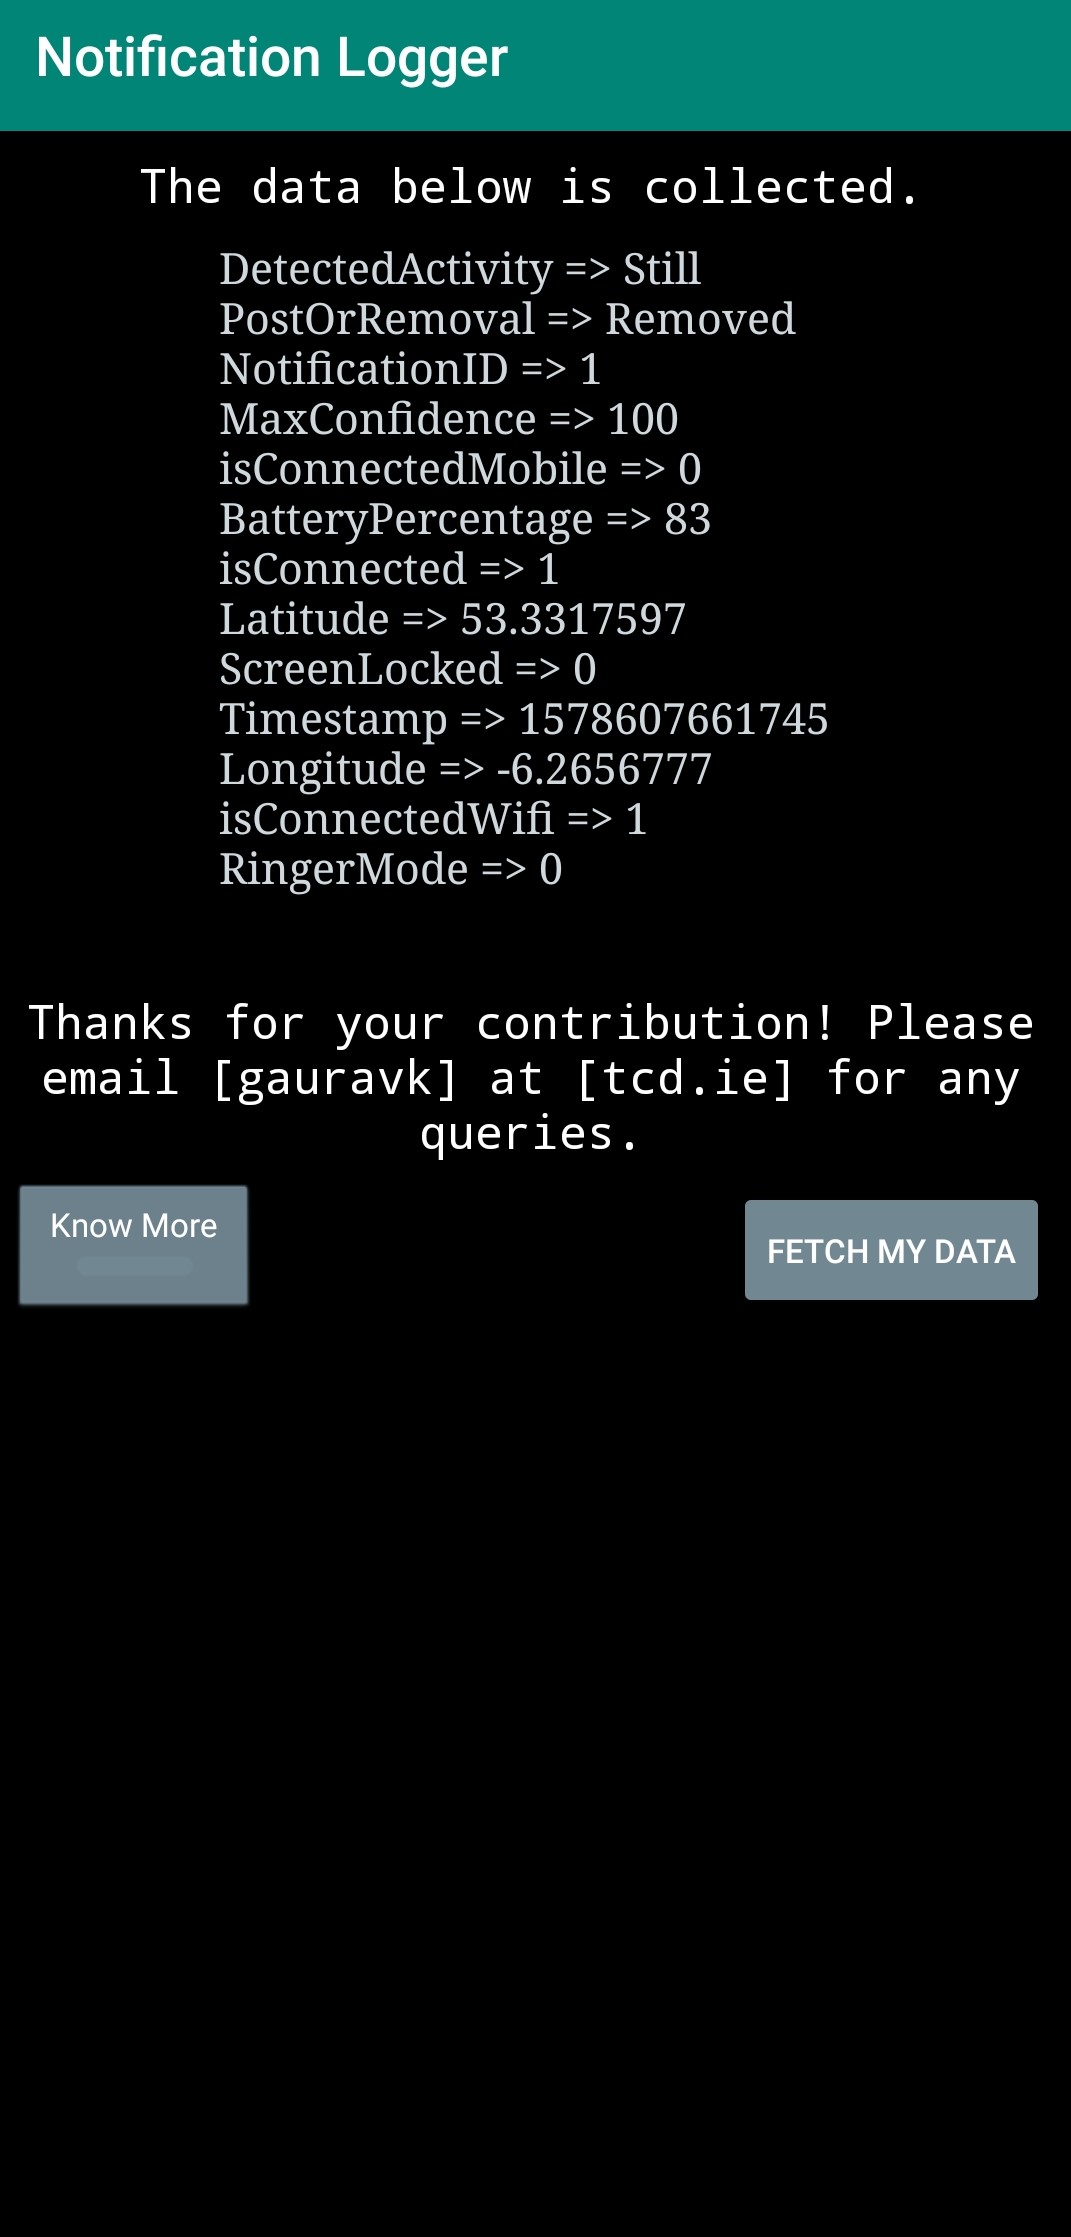 Notification Logger
The data below is collected.
DetectedActivity => Still
PostOrRemoval => Removed
NotificationID => 1
MaxConfidence => 100
isConnectedMobile => 0
BatteryPercentage => 83
isConnected => 1
Latitude => 53.3317597
ScreenLocked => 0
Timestamp => 1578607661745
Longitude => -6.2656777
isConnectedWifi => 1
RingerMode => 0
Thanks for your contribution! Please
email [gauravk] at [tcd.ie] for any
queries.
Know More
FETCH MY DATA